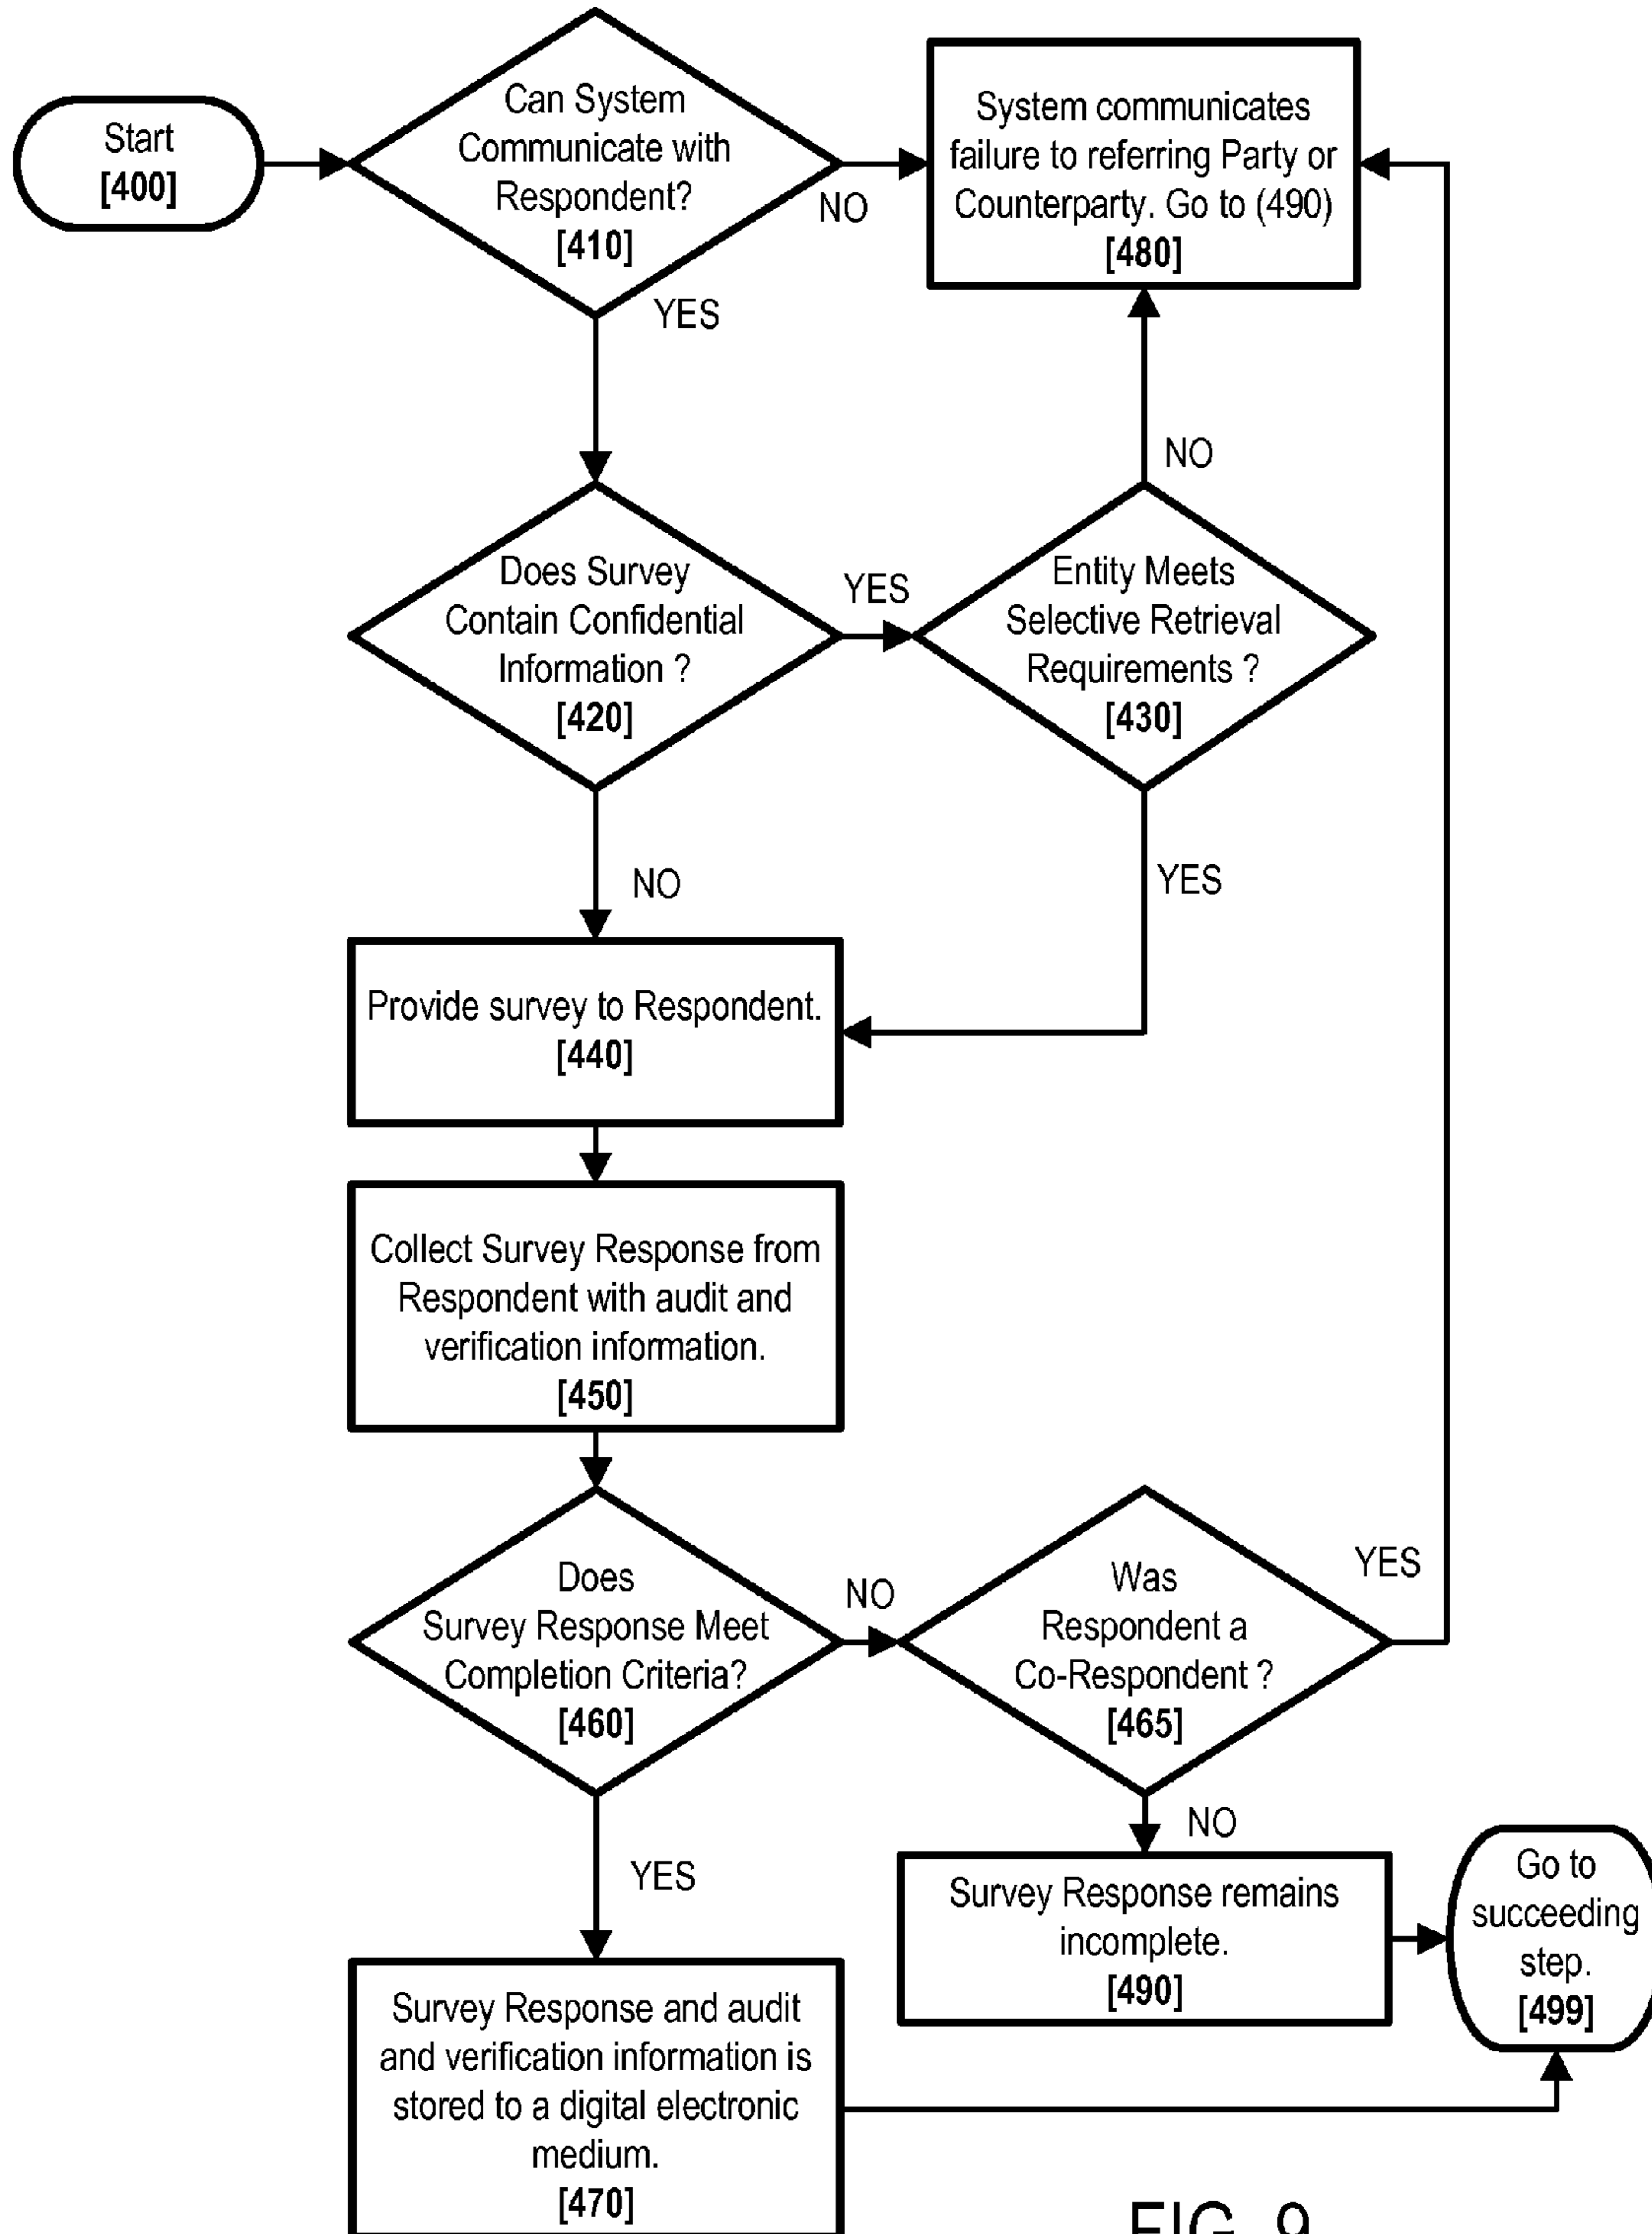 Start
[400]
Can System
Communicate with
Respondent?
[410]
NO
YES
System communicates
failure to referring Party or
Counterparty. Go to (490)
[480]
Does Survey
Contain Confidential
Information ?
[420]
YES
NO
Entity Meets
Selective Retrieval
Requirements ?
[430]
NO
YES
Provide survey to Respondent.
[440]
Collect Survey Response from
Respondent with audit and
verification information.
[450]
Does
Survey Response Meet
Completion Criteria?
[460]
NO
YES
Was
Respondent a
Co-Respondent ?
[465]
YES
NO
Survey Response remains
incomplete.
[490]
Go to
succeeding
step.
[499]
Survey Response and audit
and verification information is
stored to a digital electronic
medium.
[470]
FIG. 9